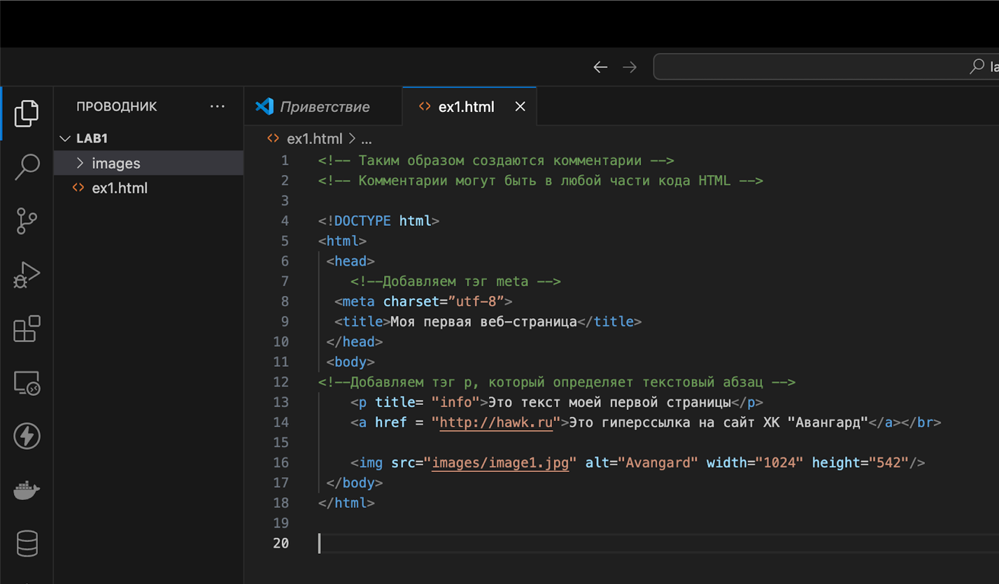 la
ПРОВОДНИК ...
Приветствие
<> ex1.html ×
LAB1
<> ex1.html > ...
images
<> ex1.html
1 <!-- Таким образом создаются комментарии -->
2 <!-- Комментарии могут быть в любой части кода HTML -->
3
4 <!DOCTYPE html>
5 <html>
6 <head>
7 <!--Добавляем тэг meta -->
8 <meta charset=”utf-8”>
9 <title>Моя первая веб-страница</title>
10 </head>
11 <body>
12 <!--Добавляем тэг p, который определяет текстовый абзац -->
13 <p title= "info">Это текст моей первой страницы</p>
14 <a href = "http://hawk.ru">Это гиперссылка на сайт ХК "Авангард"</a></br>
15
16 <img src="images/image1.jpg" alt="Avangard" width="1024" height="542"/>
17 </body>
18 </html>
19
20